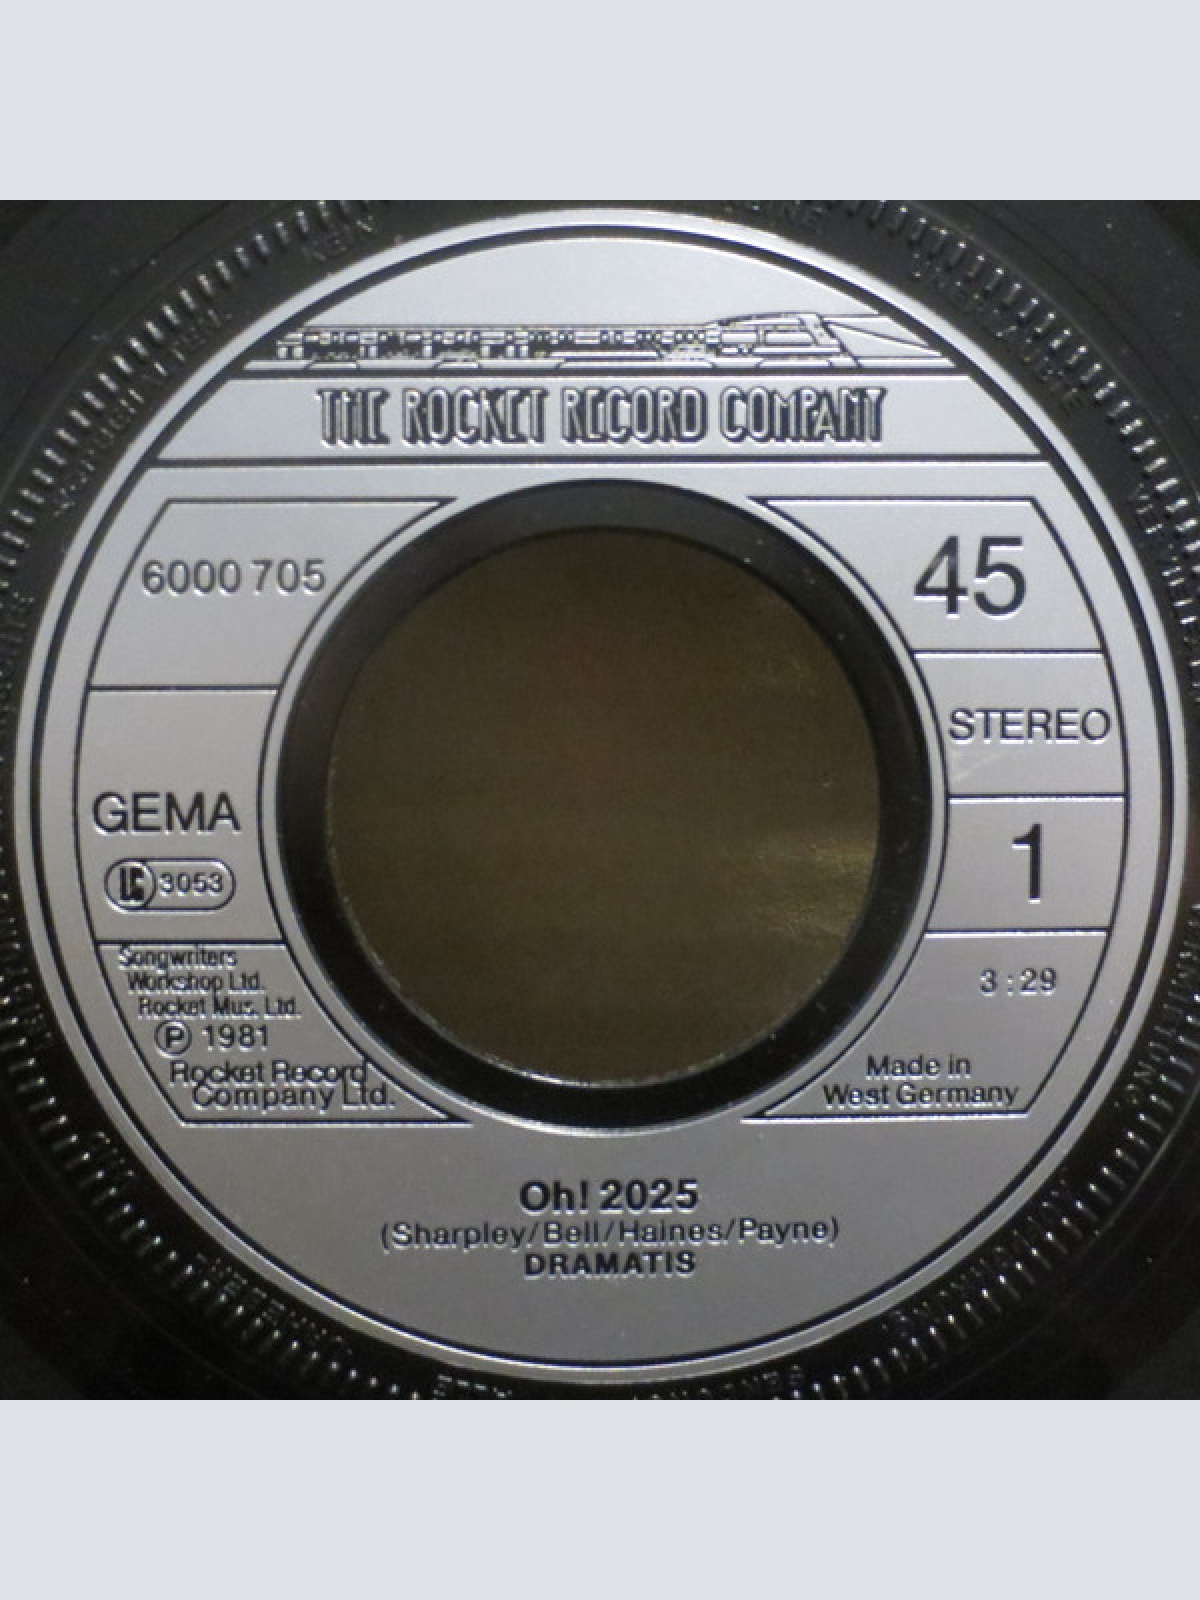 THE ROCKET RECORD COMPANY
6000 705
45
STEREO
GEMA
LC 3053
1
3:29
Songwriters
Workshop Ltd.
Rocket Mus. Ltd.
℗ 1981
Rocket Record
Company Ltd.
Made in
West Germany
Oh! 2025
(Sharpley/Bell/Haines/Payne)
DRAMATIS